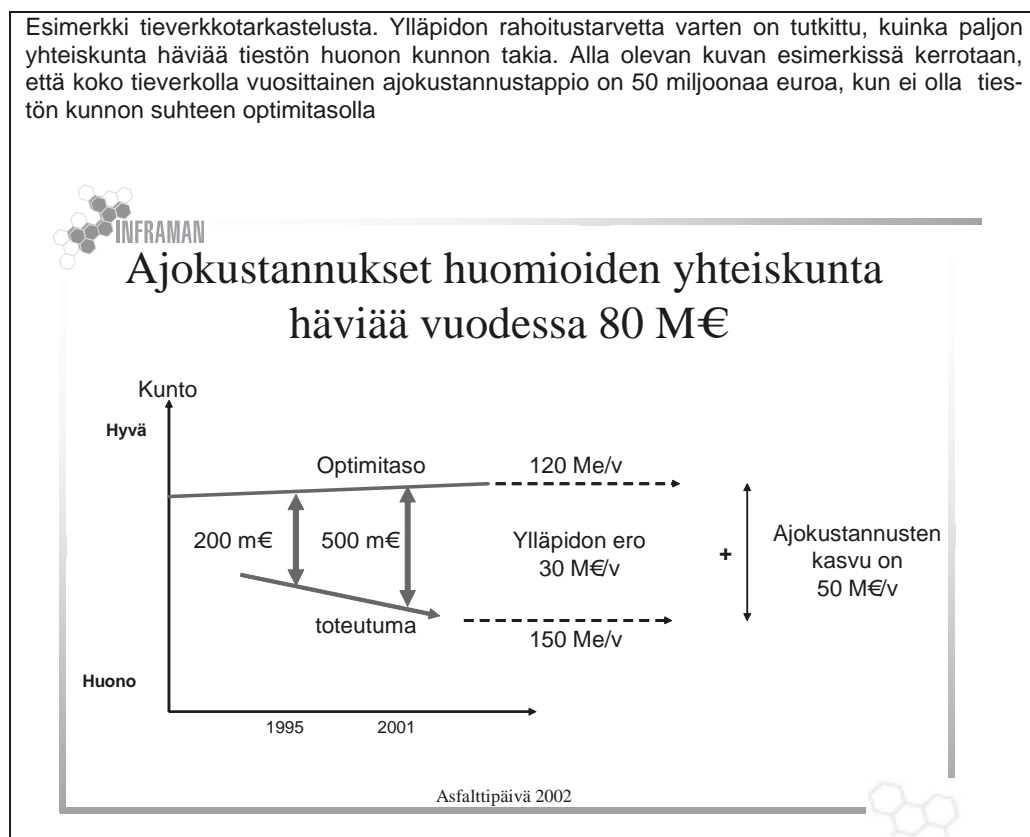 Esimerkki tieverkkotarkastelusta. Ylläpidon rahoitustarvetta varten on tutkittu, kuinka paljon
yhteiskunta häviää tiestön huonon kunnon takia. Alla olevan kuvan esimerkissä kerrotaan,
että koko tieverkolla vuosittainen ajokustannustappio on 50 miljoonaa euroa, kun ei olla ties-
tön kunnon suhteen optimitasolla
INFRAMAN
Ajokustannukset huomioiden yhteiskunta
häviää vuodessa 80 M€
Kunto
Hyvä
Optimitaso
120 Me/v
200 m€
500 m€
Ylläpidon ero
30 M€/v
+
Ajokustannusten
kasvu on
50 M€/v
toteutuma
150 Me/v
Huono
1995
2001
Asfalttipäivä 2002